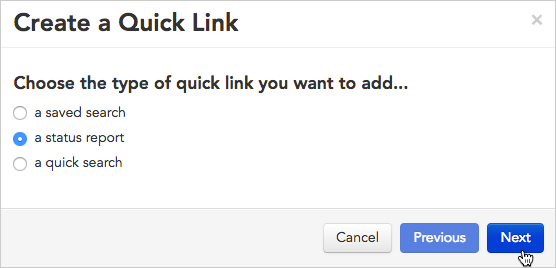 Create a Quick Link
×
Choose the type of quick link you want to add...
a saved search
a status report
a quick search
Cancel Previous Next